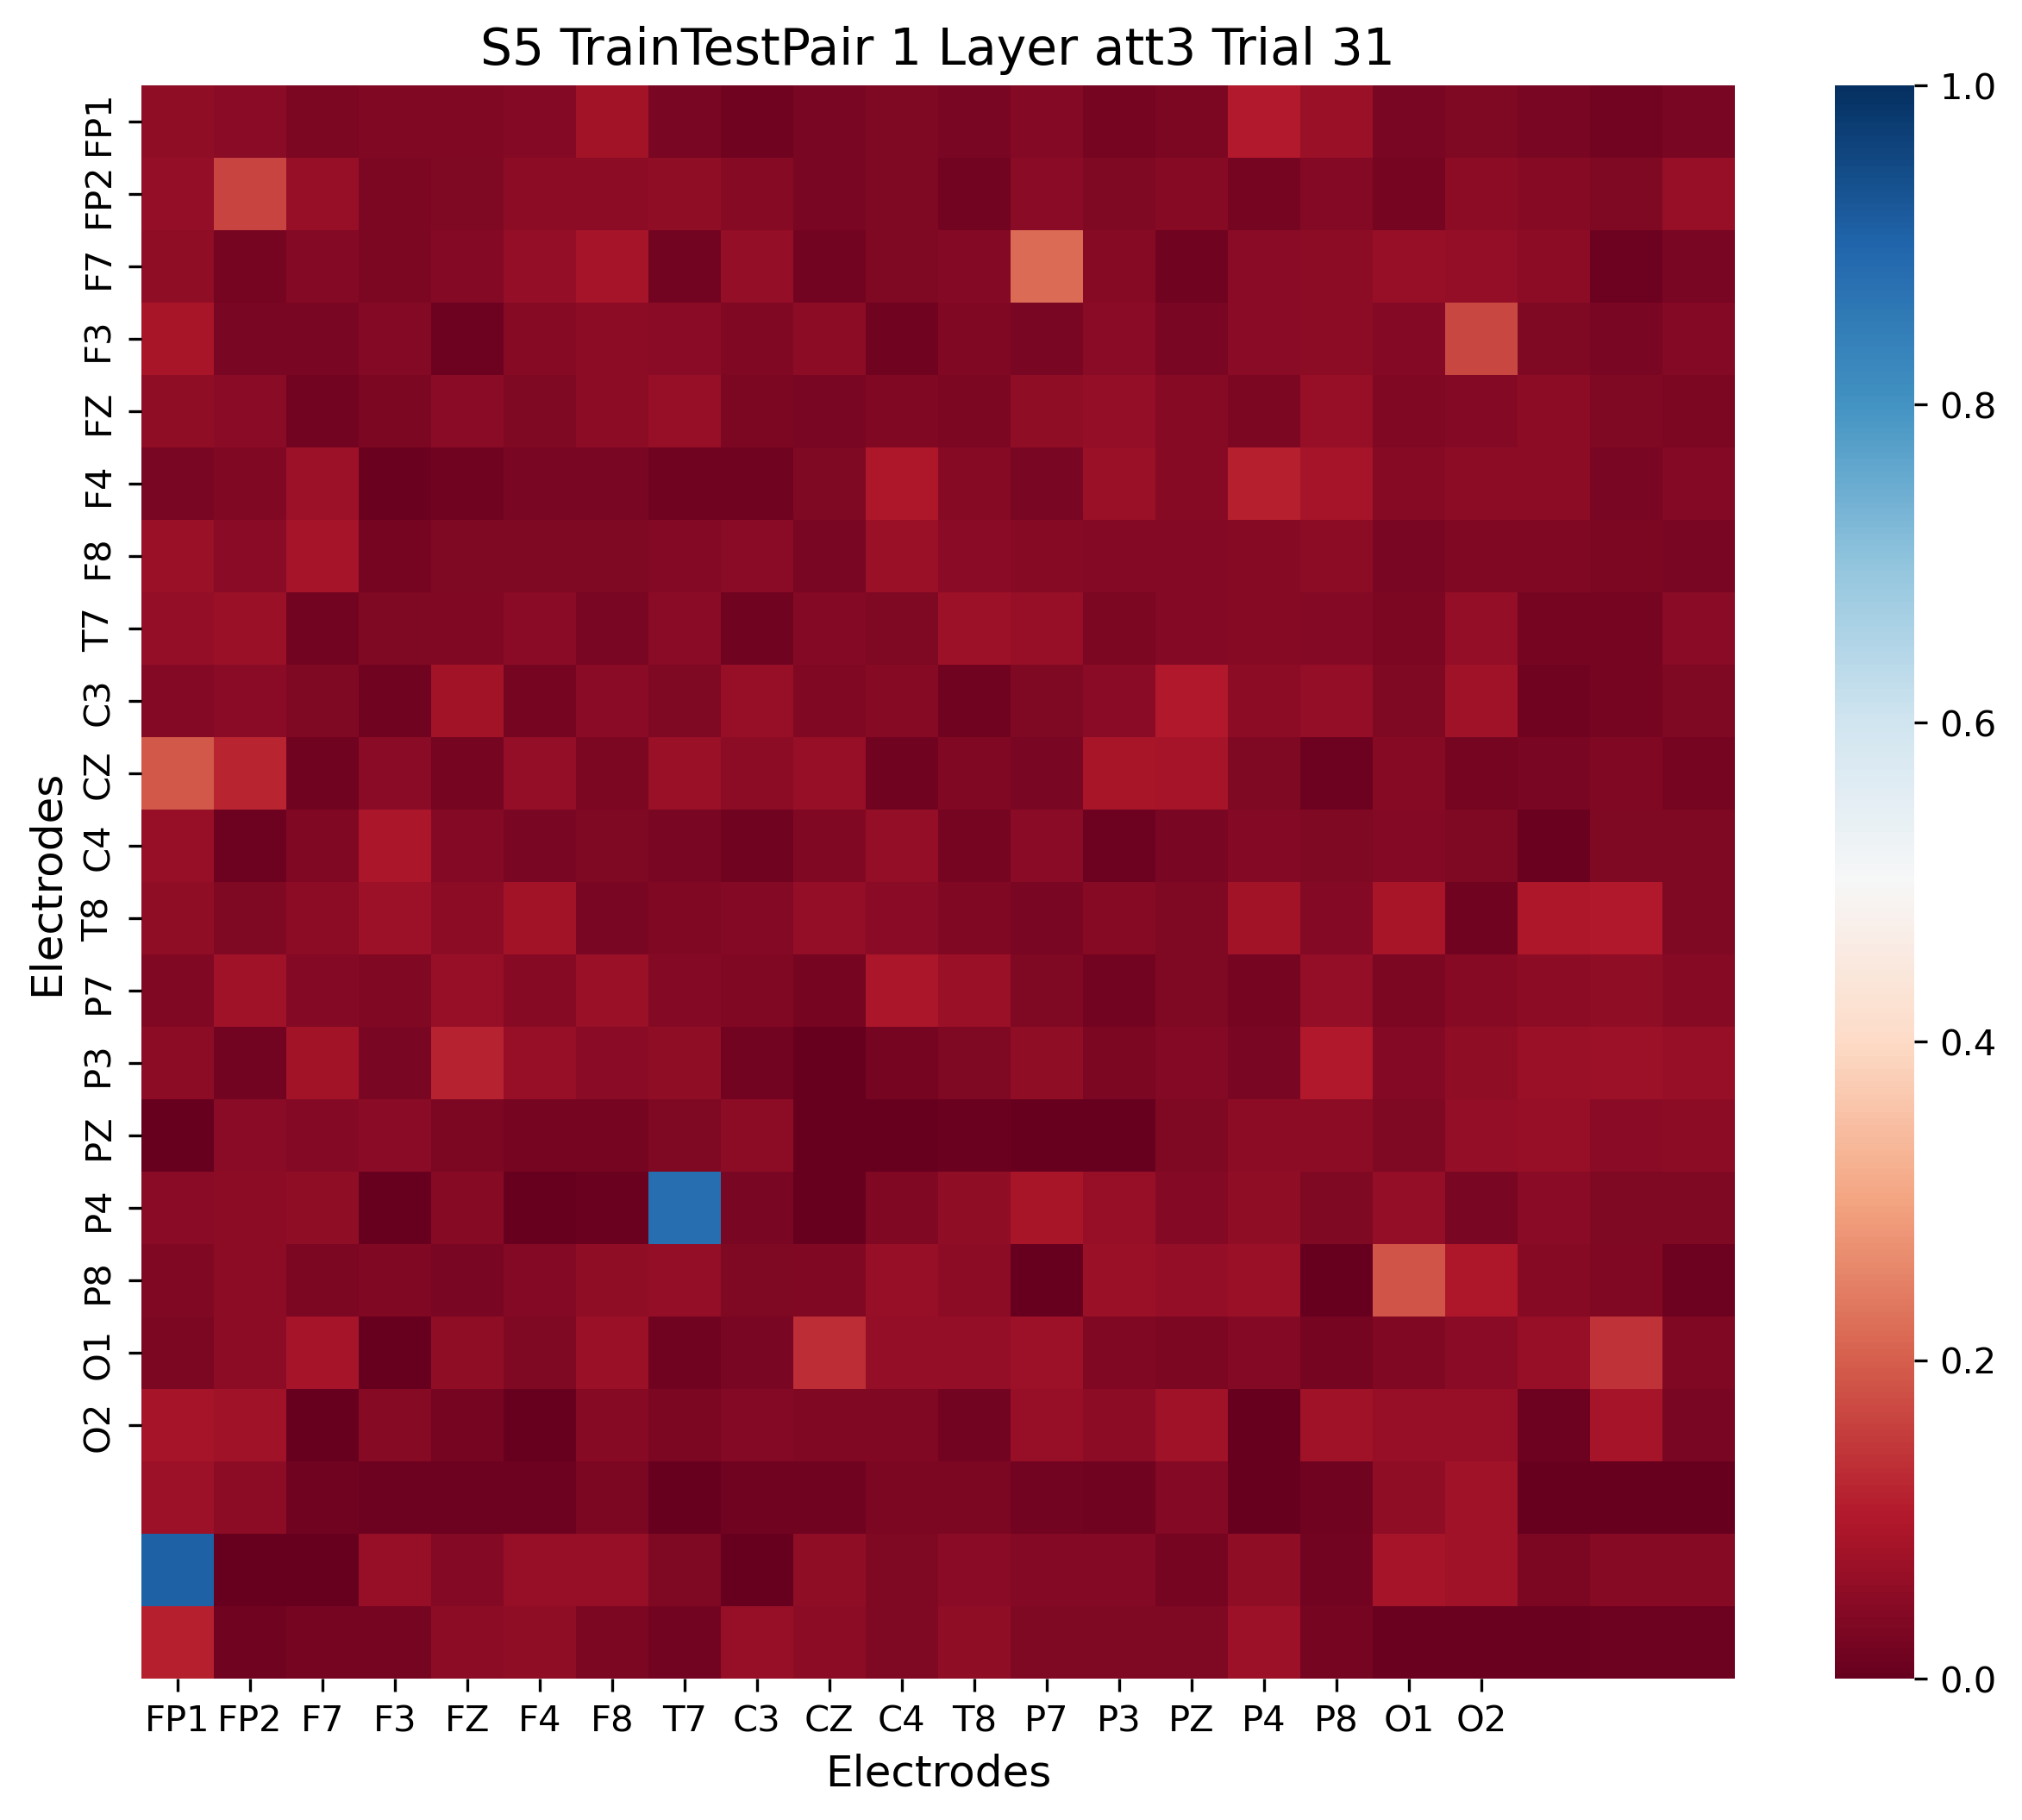 S5 TrainTestPair 1 Layer att3 Trial 31
Electrodes
FP1
FP2
F7
F3
FZ
F4
F8
T7
C3
CZ
C4
T8
P7
P3
PZ
P4
P8
O1
O2
FP1 FP2 F7 F3 FZ F4 F8 T7 C3 CZ C4 T8 P7 P3 PZ P4 P8 O1 O2
Electrodes
1.0
0.8
0.6
0.4
0.2
0.0